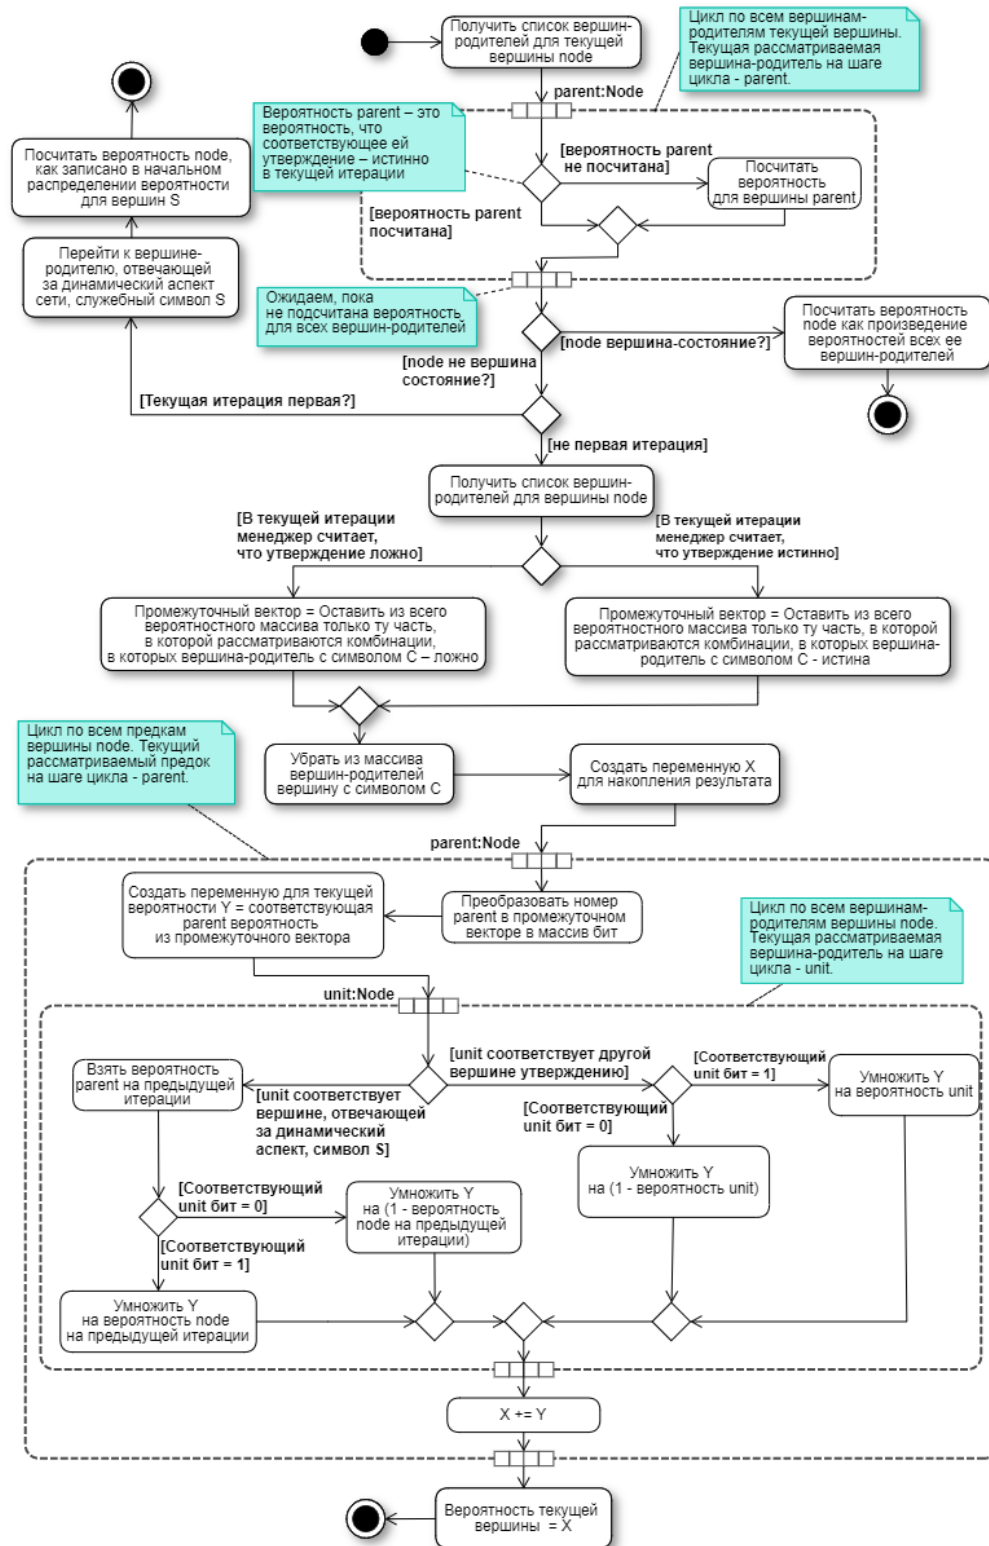 Получить список вершин-
родителей для текущей
вершины node
Цикл по всем вершинам-
родителям текущей вершины.
Текущая рассматриваемая
вершина-родитель на шаге
цикла - parent.
parent:Node
Вероятность parent – это
вероятность, что
соответствующее ей
утверждение – истинно
в текущей итерации
[вероятность parent
не посчитана]
Посчитать
вероятность
для вершины parent
[вероятность parent
посчитана]
Посчитать вероятность node,
как записано в начальном
распределении вероятности
для вершин S
Перейти к вершине-
родителю, отвечающей
за динамический аспект
сети, служебный символ S
Ожидаем, пока
не подсчитана вероятность
для всех вершин-родителей
[node вершина-состояние?]
Посчитать вероятность
node как произведение
вероятностей всех ее
вершин-родителей
[node не вершина
состояние?]
[Текущая итерация первая?]
[не первая итерация]
Получить список вершин-
родителей для вершины node
[В текущей итерации
менеджер считает,
что утверждение ложно]
[В текущей итерации
менеджер считает,
что утверждение истинно]
Промежуточный вектор = Оставить из всего
вероятностного массива только ту часть,
в которой рассматриваются комбинации,
в которых вершина-родитель с символом C – ложно
Промежуточный вектор = Оставить из всего
вероятностного массива только ту часть, в которой
рассматриваются комбинации, в которых вершина-
родитель с символом C - истина
Цикл по всем предкам
вершины node. Текущий
рассматриваемый предок
на шаге цикла - parent.
Убрать из массива
вершин-родителей
вершину с символом C
Создать переменную X
для накопления результата
parent:Node
Создать переменную для текущей
вероятности Y = соответствующая
parent вероятность
из промежуточного вектора
Преобразовать номер
parent в промежуточном
векторе в массив бит
Цикл по всем вершинам-
родителям вершины node.
Текущая рассматриваемая
вершина-родитель на шаге
цикла - unit.
unit:Node
Взять вероятность
parent на предыдущей
итерации
[unit соответствует другой
вершине утверждению]
[unit соответствует
вершине, отвечающей
за динамический
аспект, символ S]
[Соответствующий
unit бит = 1]
Умножить Y
на вероятность unit
[Соответствующий
unit бит = 0]
Умножить Y
на (1 - вероятность unit)
[Соответствующий
unit бит = 0]
Умножить Y
на (1 - вероятность
node на предыдущей
итерации)
[Соответствующий
unit бит = 1]
Умножить Y
на вероятность node
на предыдущей итерации
X += Y
Вероятность текущей
вершины = X